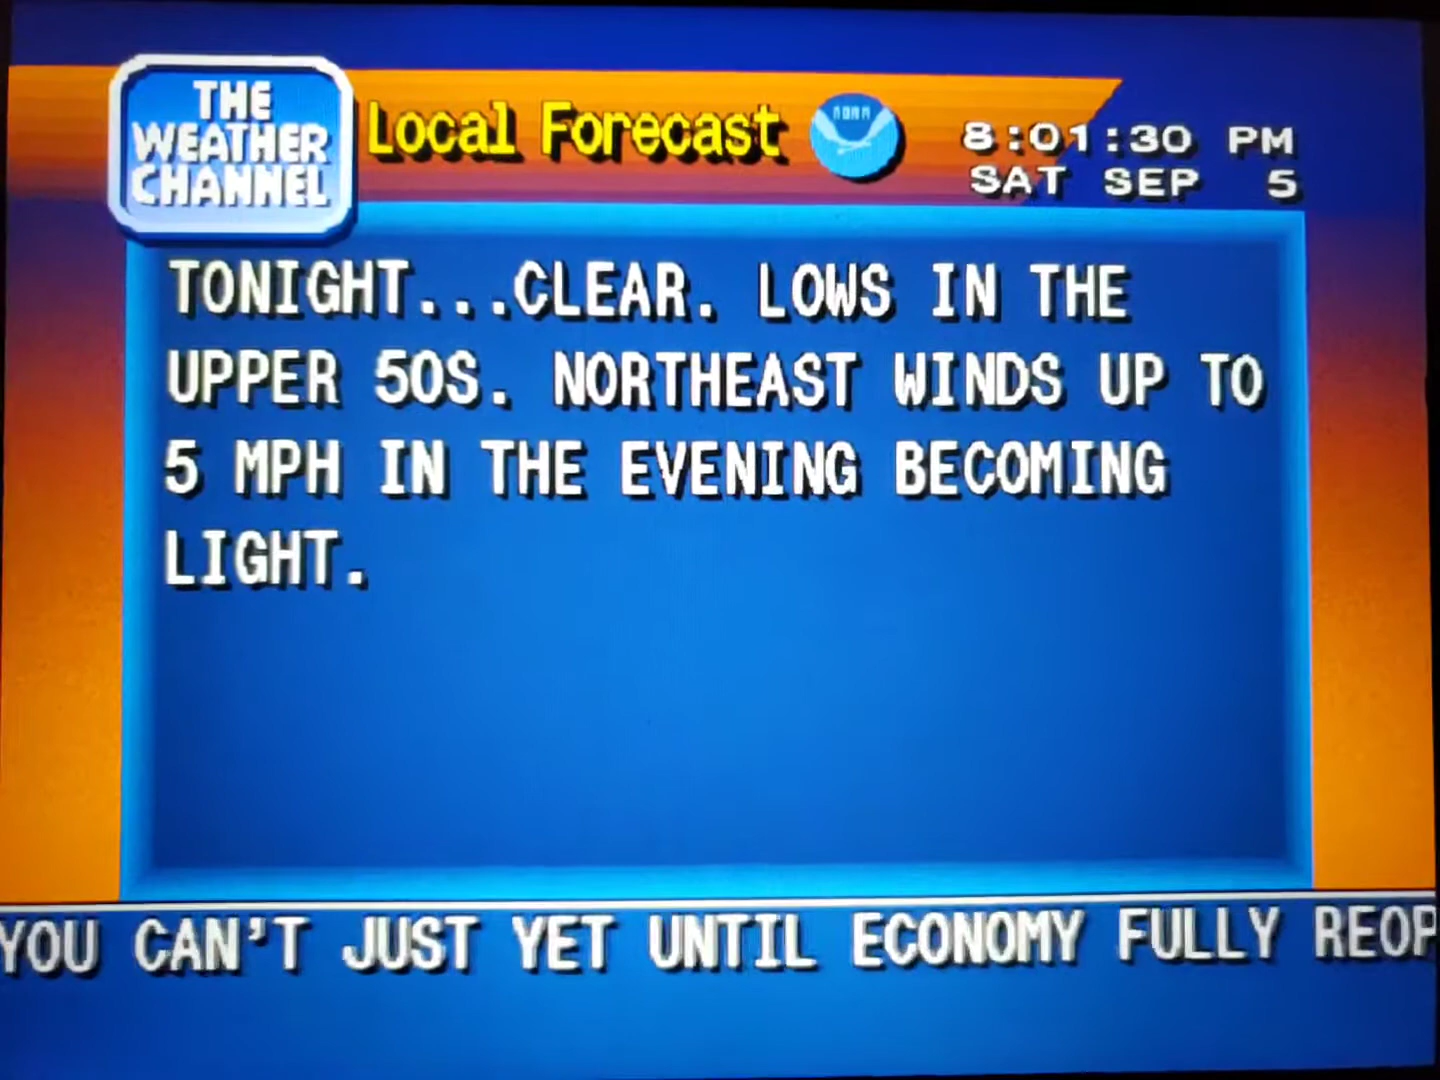 THE
WEATHER
CHANNEL
Local Forecast
NOAA
8:01:30 PM
SAT SEP 5
TONIGHT...CLEAR. LOWS IN THE
UPPER 50S. NORTHEAST WINDS UP TO
5 MPH IN THE EVENING BECOMING
LIGHT.
YOU CAN'T JUST YET UNTIL ECONOMY FULLY REOP